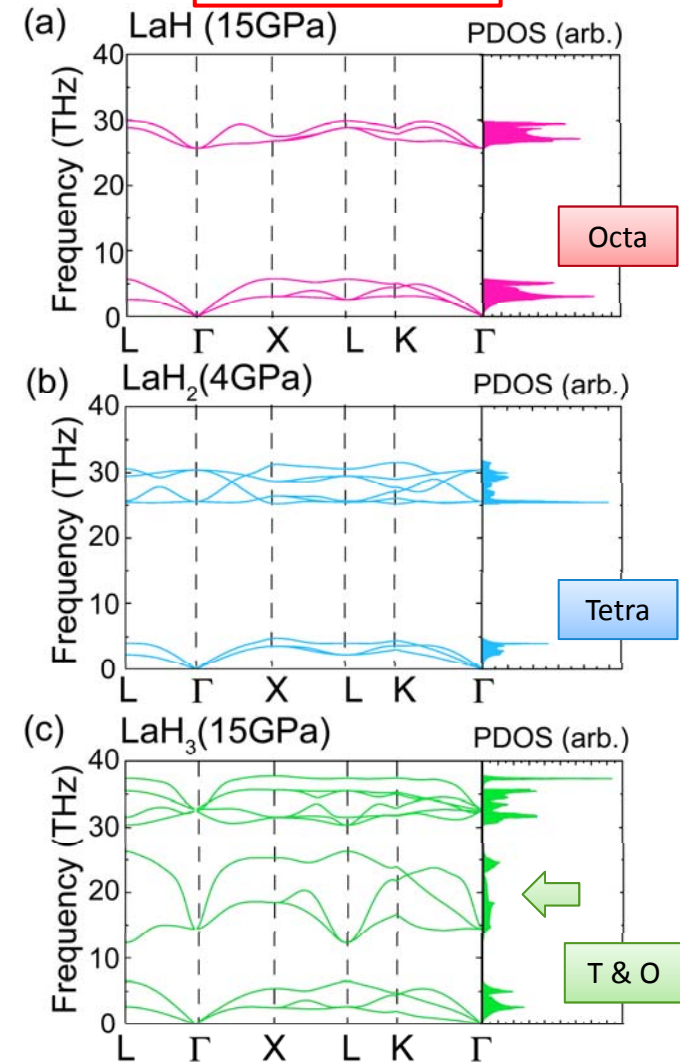 (a) LaH (15GPa) PDOS (arb.)
Frequency (THz)
40
30
20
10
0
Octa
L Γ X L K Γ
(b) LaH₂(4GPa) PDOS (arb.)
Frequency (THz)
40
30
20
10
0
Tetra
L Γ X L K Γ
(c) LaH₃(15GPa) PDOS (arb.)
Frequency (THz)
40
30
20
10
0
T & O
L Γ X L K Γ